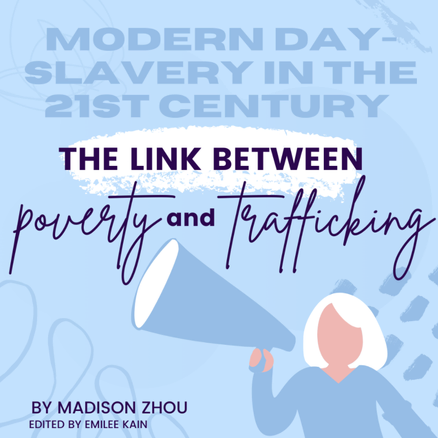 MODERN DAY-
SLAVERY IN THE
21ST CENTURY
THE LINK BETWEEN
poverty and trafficking
BY MADISON ZHOU
EDITED BY EMILEE KAIN